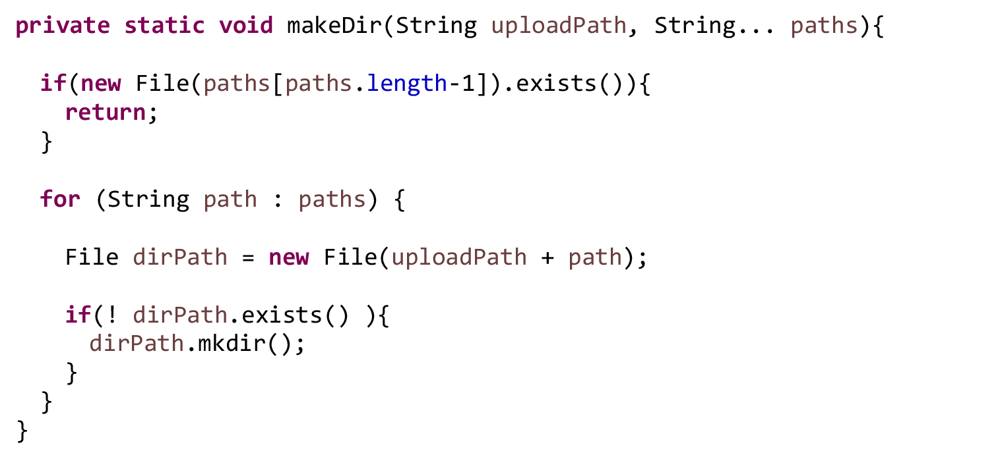 private static void makeDir(String uploadPath, String... paths){
if(new File(paths[paths.length-1]).exists()){
return;
}
for (String path : paths) {
File dirPath = new File(uploadPath + path);
if(! dirPath.exists() ){
dirPath.mkdir();
}
}
}